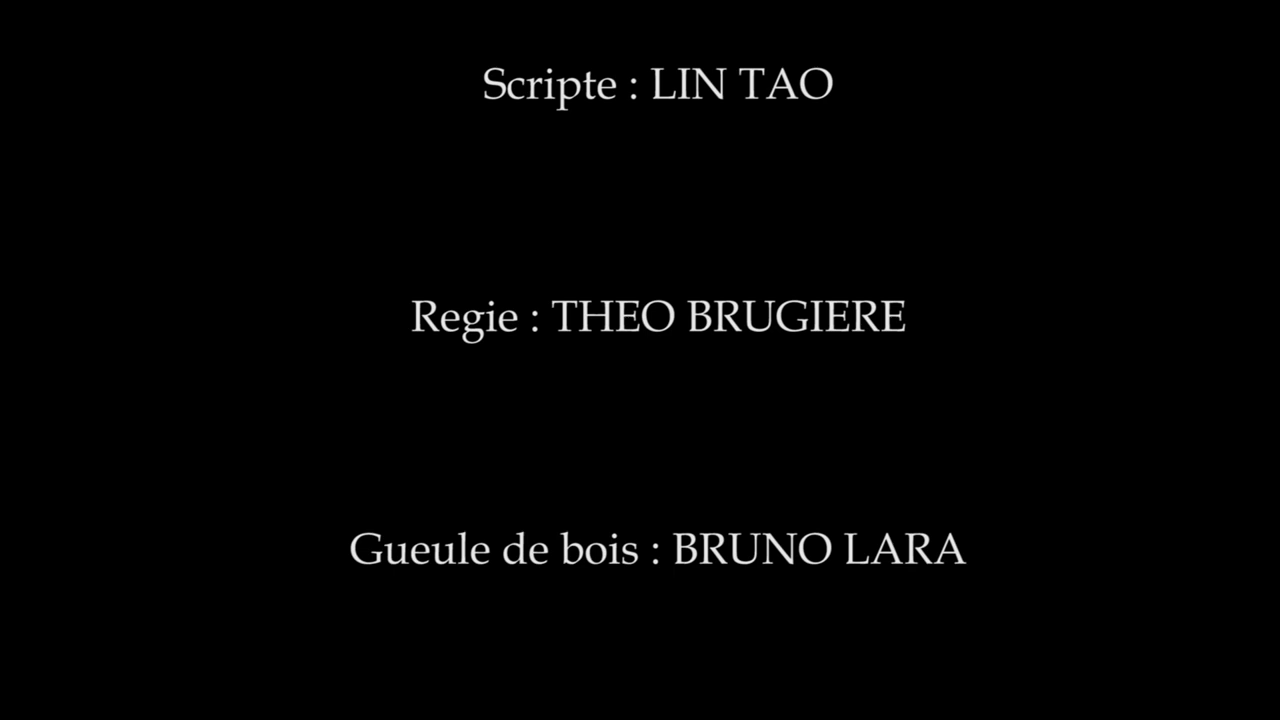 Scripte : LIN TAO
Regie : THEO BRUGIERE
Gueule de bois : BRUNO LARA